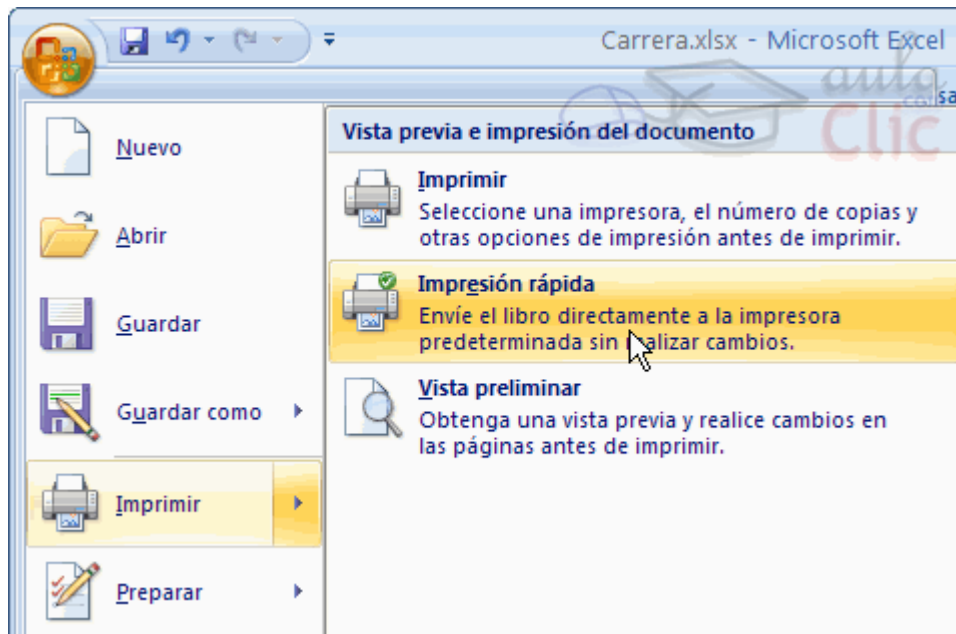 Carrera.xlsx - Microsoft Excel
aula
Clic
Nuevo
Abrir
Guardar
Guardar como
Imprimir
Preparar
Vista previa e impresión del documento
Imprimir
Seleccione una impresora, el número de copias y
otras opciones de impresión antes de imprimir.
Impresión rápida
Envíe el libro directamente a la impresora
predeterminada sin realizar cambios.
Vista preliminar
Obtenga una vista previa y realice cambios en
las páginas antes de imprimir.